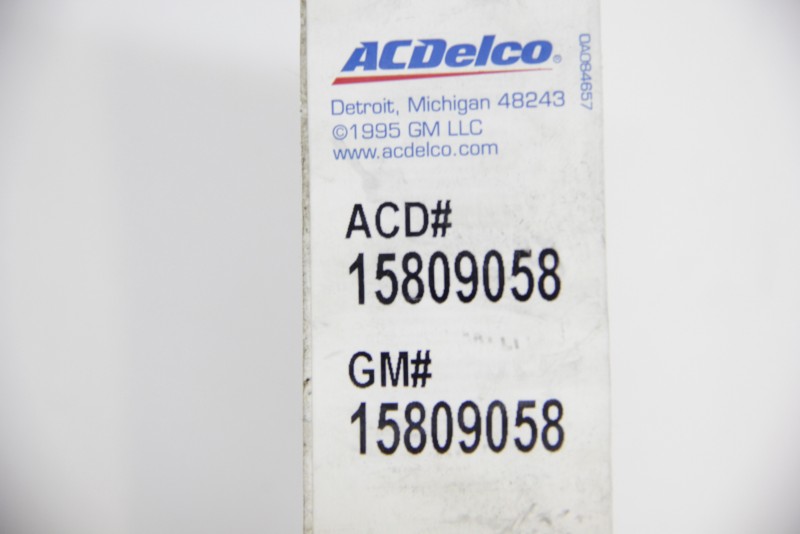 ACDelco®
Detroit, Michigan 48243
©1995 GM LLC
www.acdelco.com
DA084657
ACD#
15809058
GM#
15809058